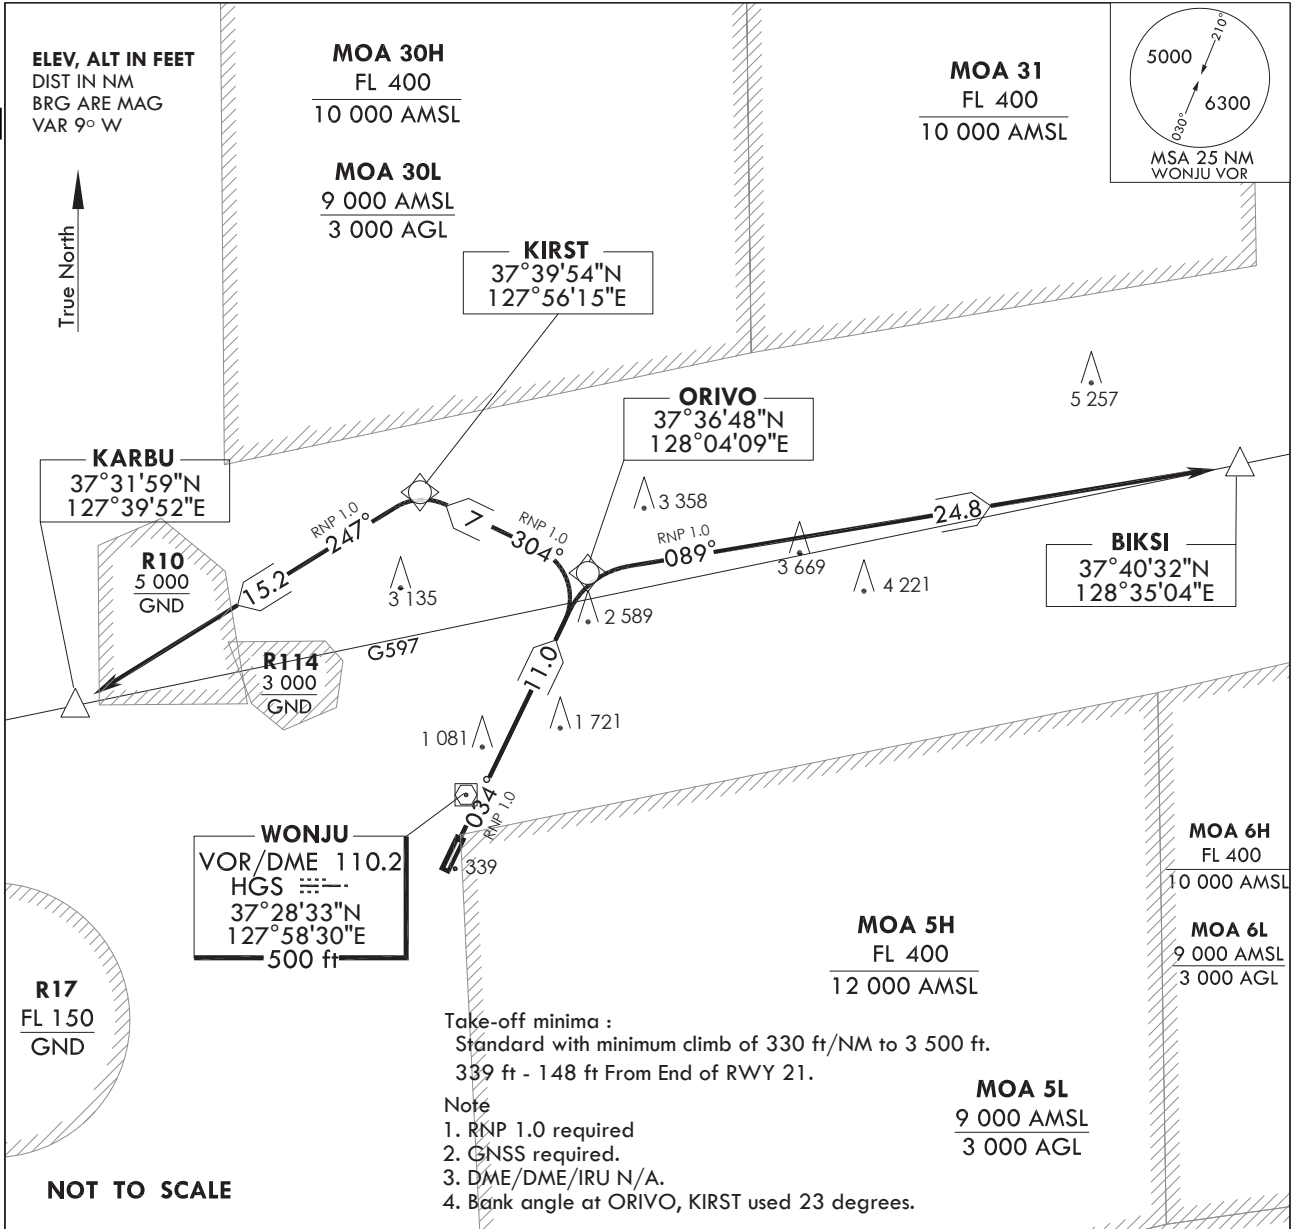 ELEV, ALT IN FEET
DIST IN NM
BRG ARE MAG
VAR 9° W
True North
MOA 30H
FL 400
10 000 AMSL
MOA 30L
9 000 AMSL
3 000 AGL
MOA 31
FL 400
10 000 AMSL
210°
5000
6300
030°
MSA 25 NM
WONJU VOR
KIRST
37°39'54"N
127°56'15"E
ORIVO
37°36'48"N
128°04'09"E
5 257
KARBU
37°31'59"N
127°39'52"E
RNP 1.0
247°
15.2
7
RNP 1.0
304°
3 358
RNP 1.0
089°
24.8
3 669
4 221
BIKSI
37°40'32"N
128°35'04"E
R10
5 000
GND
3 135
2 589
G597
R114
3 000
GND
11.0
1 081
1 721
034°
RNP 1.0
339
WONJU
VOR/DME 110.2
HGS
37°28'33"N
127°58'30"E
500 ft
MOA 6H
FL 400
10 000 AMSL
MOA 6L
9 000 AMSL
3 000 AGL
MOA 5H
FL 400
12 000 AMSL
R17
FL 150
GND
Take-off minima :
Standard with minimum climb of 330 ft/NM to 3 500 ft.
339 ft - 148 ft From End of RWY 21.
MOA 5L
9 000 AMSL
3 000 AGL
Note
1. RNP 1.0 required
2. GNSS required.
3. DME/DME/IRU N/A.
4. Bank angle at ORIVO, KIRST used 23 degrees.
NOT TO SCALE